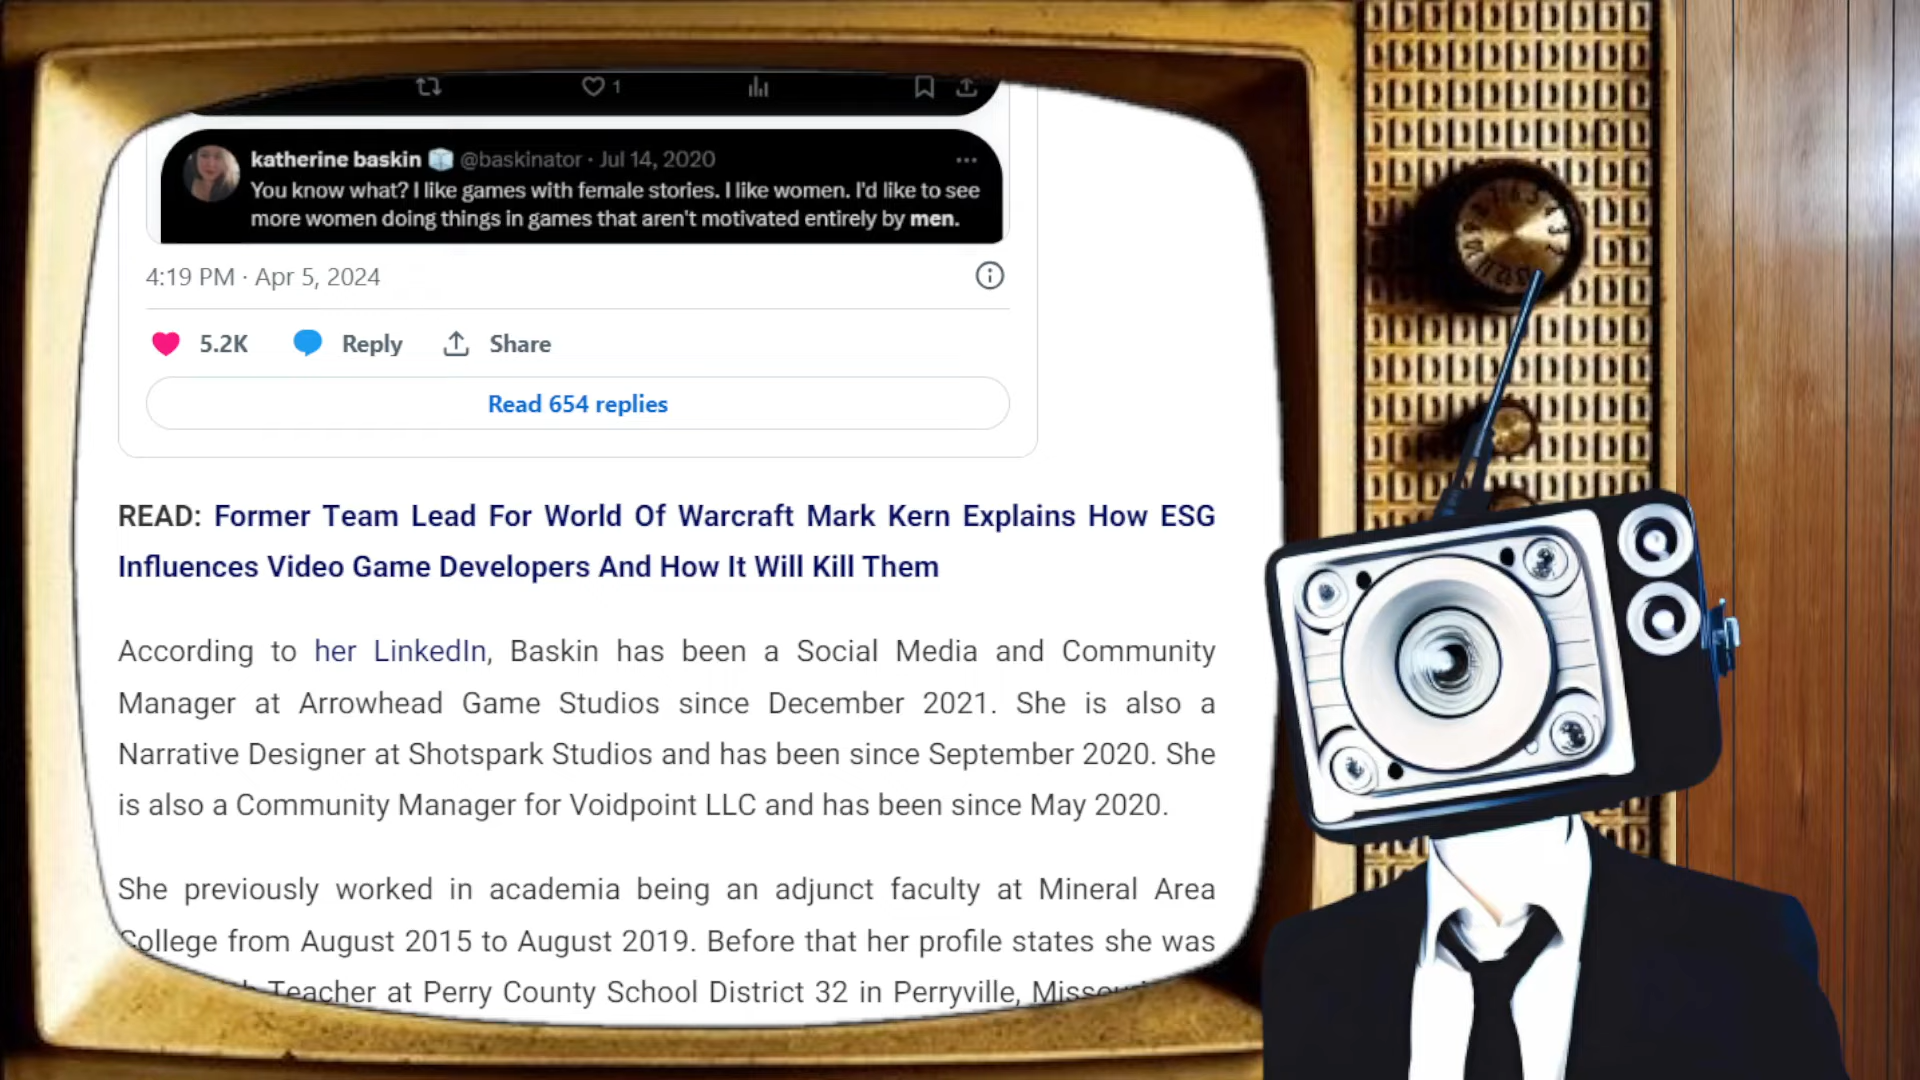 1
katherine baskin @baskinator · Jul 14, 2020
You know what? I like games with female stories. I like women. I'd like to see
more women doing things in games that aren't motivated entirely by men.
4:19 PM · Apr 5, 2024
5.2K Reply Share
Read 654 replies
READ: Former Team Lead For World Of Warcraft Mark Kern Explains How ESG
Influences Video Game Developers And How It Will Kill Them
According to her LinkedIn, Baskin has been a Social Media and Community
Manager at Arrowhead Game Studios since December 2021. She is also a
Narrative Designer at Shotspark Studios and has been since September 2020. She
is also a Community Manager for Voidpoint LLC and has been since May 2020.
She previously worked in academia being an adjunct faculty at Mineral Area
College from August 2015 to August 2019. Before that her profile states she was
Teacher at Perry County School District 32 in Perryville,